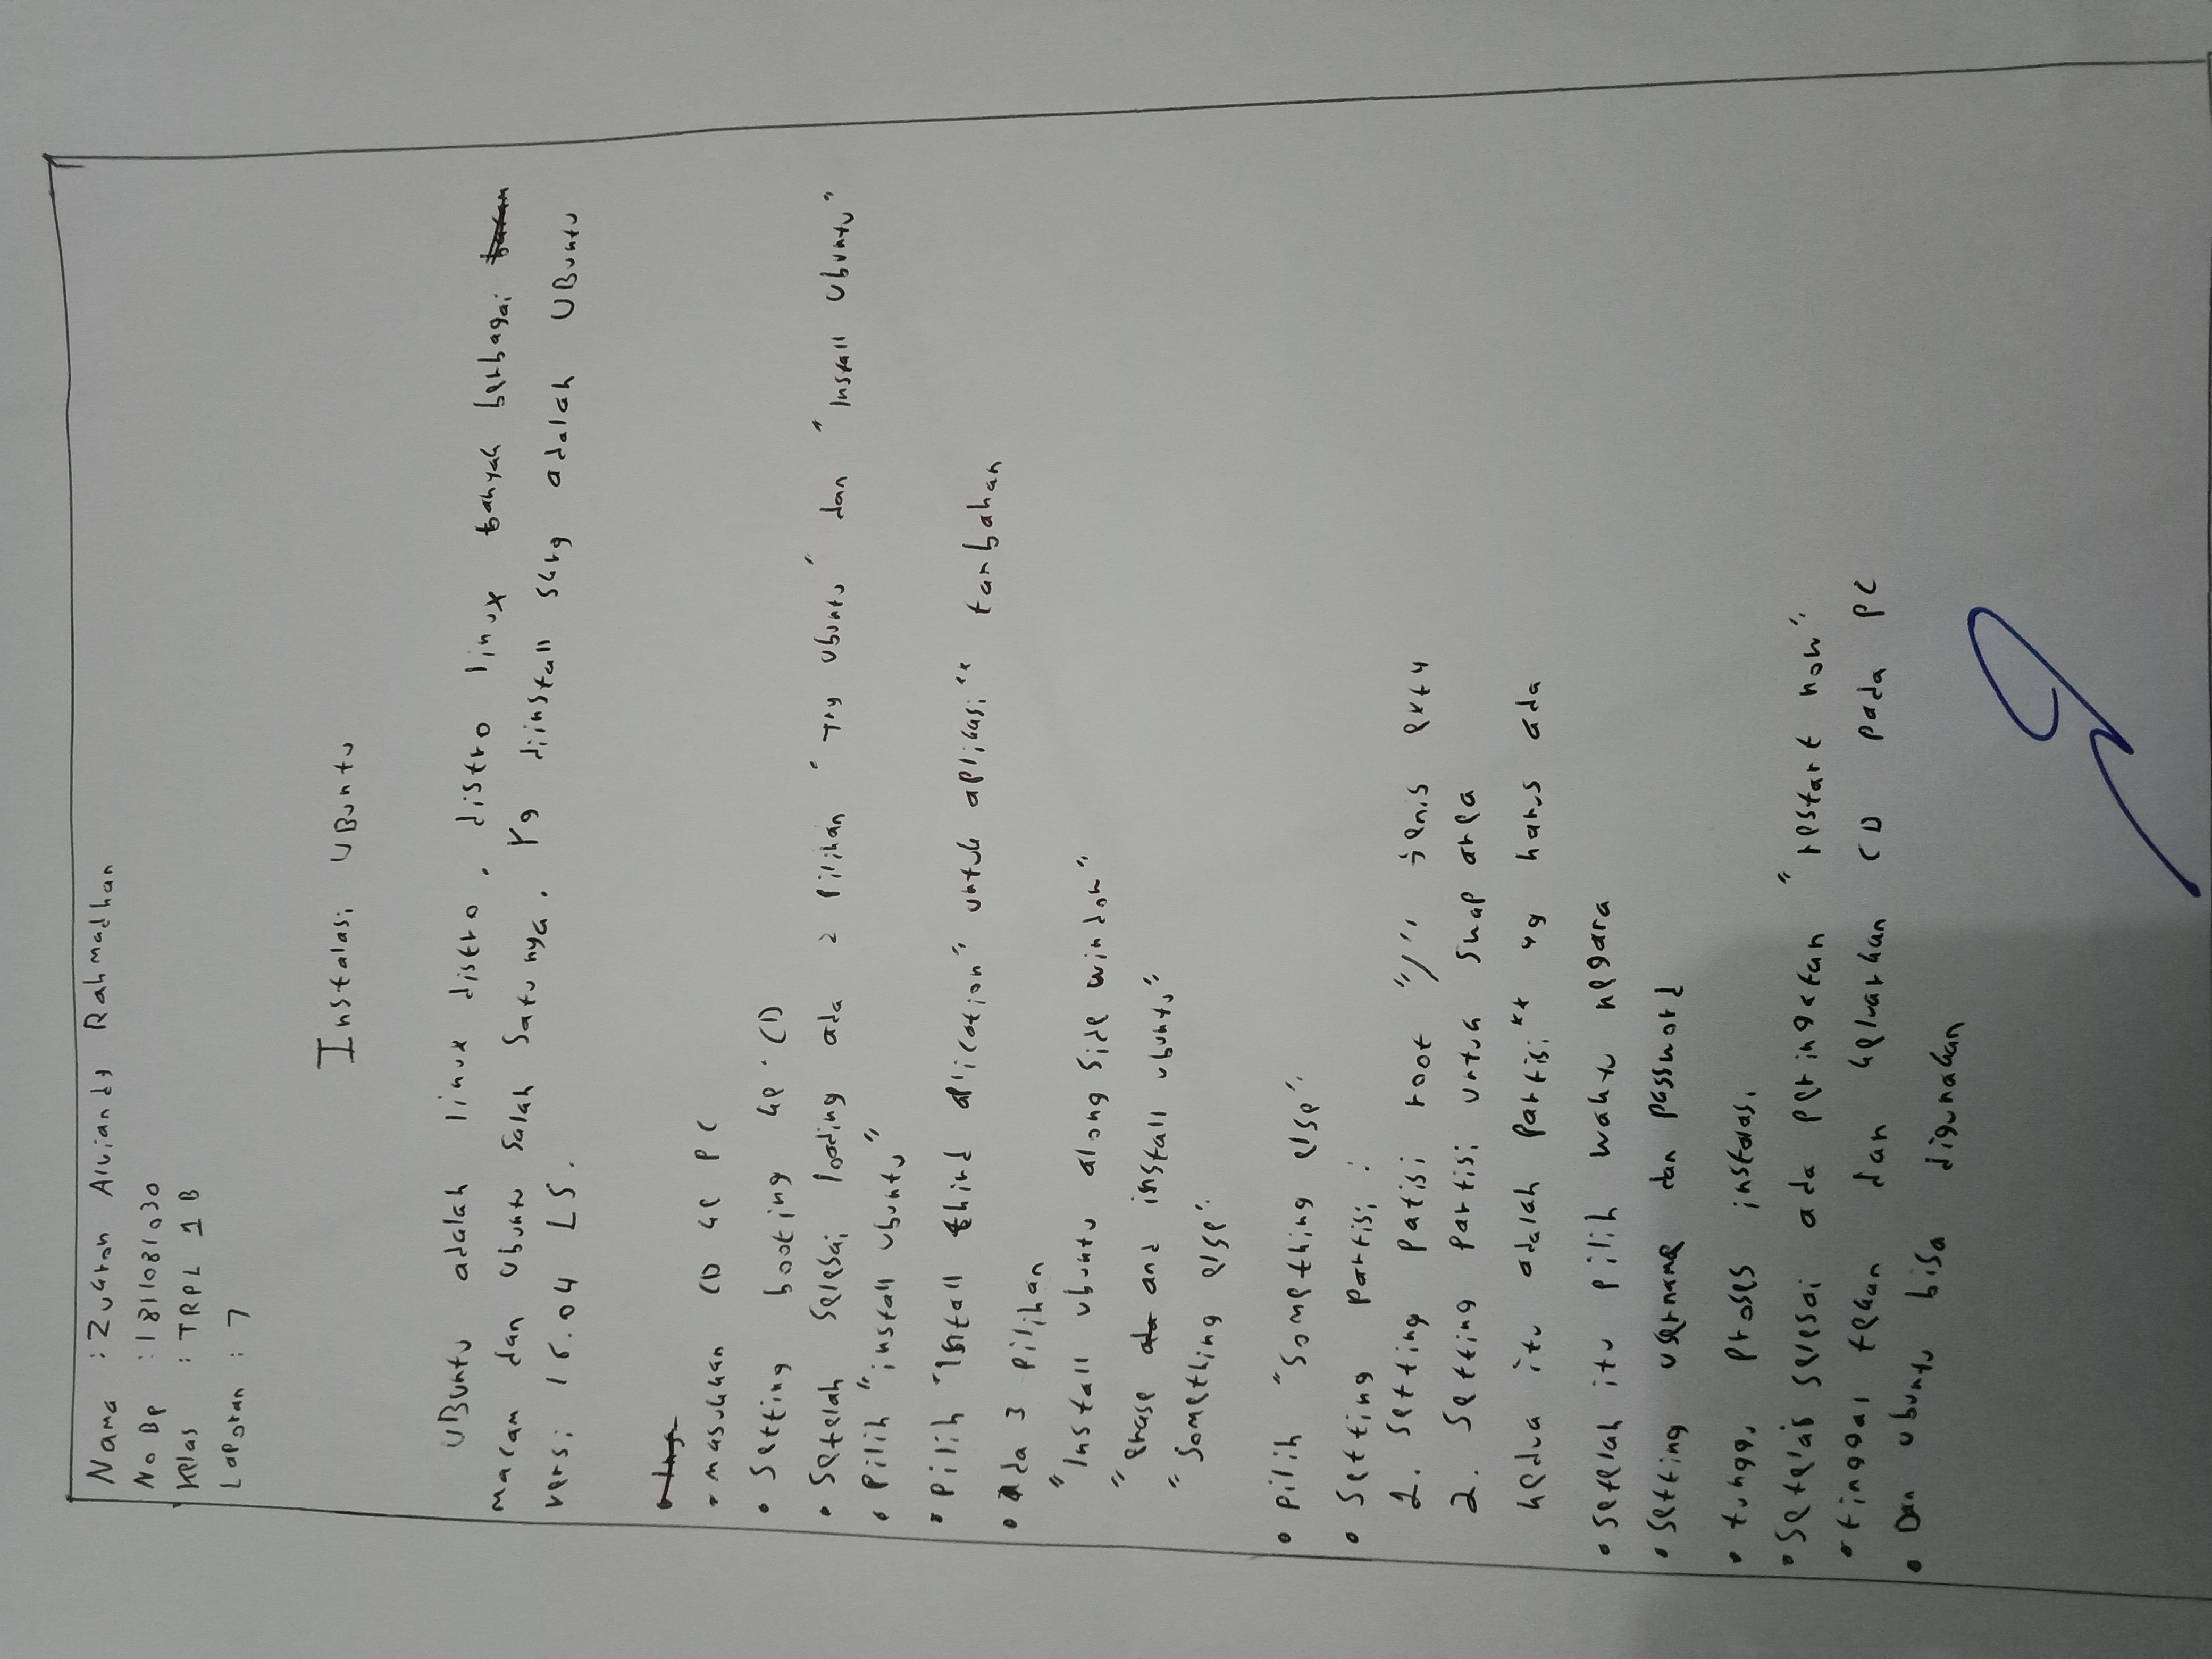 Nama : Zukron Alviandy Rahmadhan
No Bp : 1811081030
Kelas : TRPL 1 B
Laporan : 7
Instalasi UBuntu
UBuntu adalah linux distro. distro linux banyak berbagai
macam dan Ubuntu salah satunya. Yg diinstall skrg adalah UBuntu
versi 16.04 LS.
• masukkan CD ke PC
• Setting booting ke CD
• Setelah selesai loading ada 2 pilihan "Try Ubuntu" dan "Install Ubuntu"
• Pilih "install ubuntu"
• Pilih "Install third aplication" untuk aplikasi** tambahan
• Ada 3 pilihan
"Install ubuntu along side window"
"erase and install ubuntu"
"Something else"
• pilih "Something else"
• Setting Partisi :
1. Setting Patisi root "/" jenis ext4
2. Setting Partisi untuk swap area
kedua itu adalah Partisi** yg harus ada
• Setelah itu pilih waktu negara
• Setting username dan password
• tunggu Proses instalasi
• Setelas selesai ada peringatan "restart now"
• tinggal tekan dan keluarkan CD pada PC
• Dan ubuntu bisa digunakan